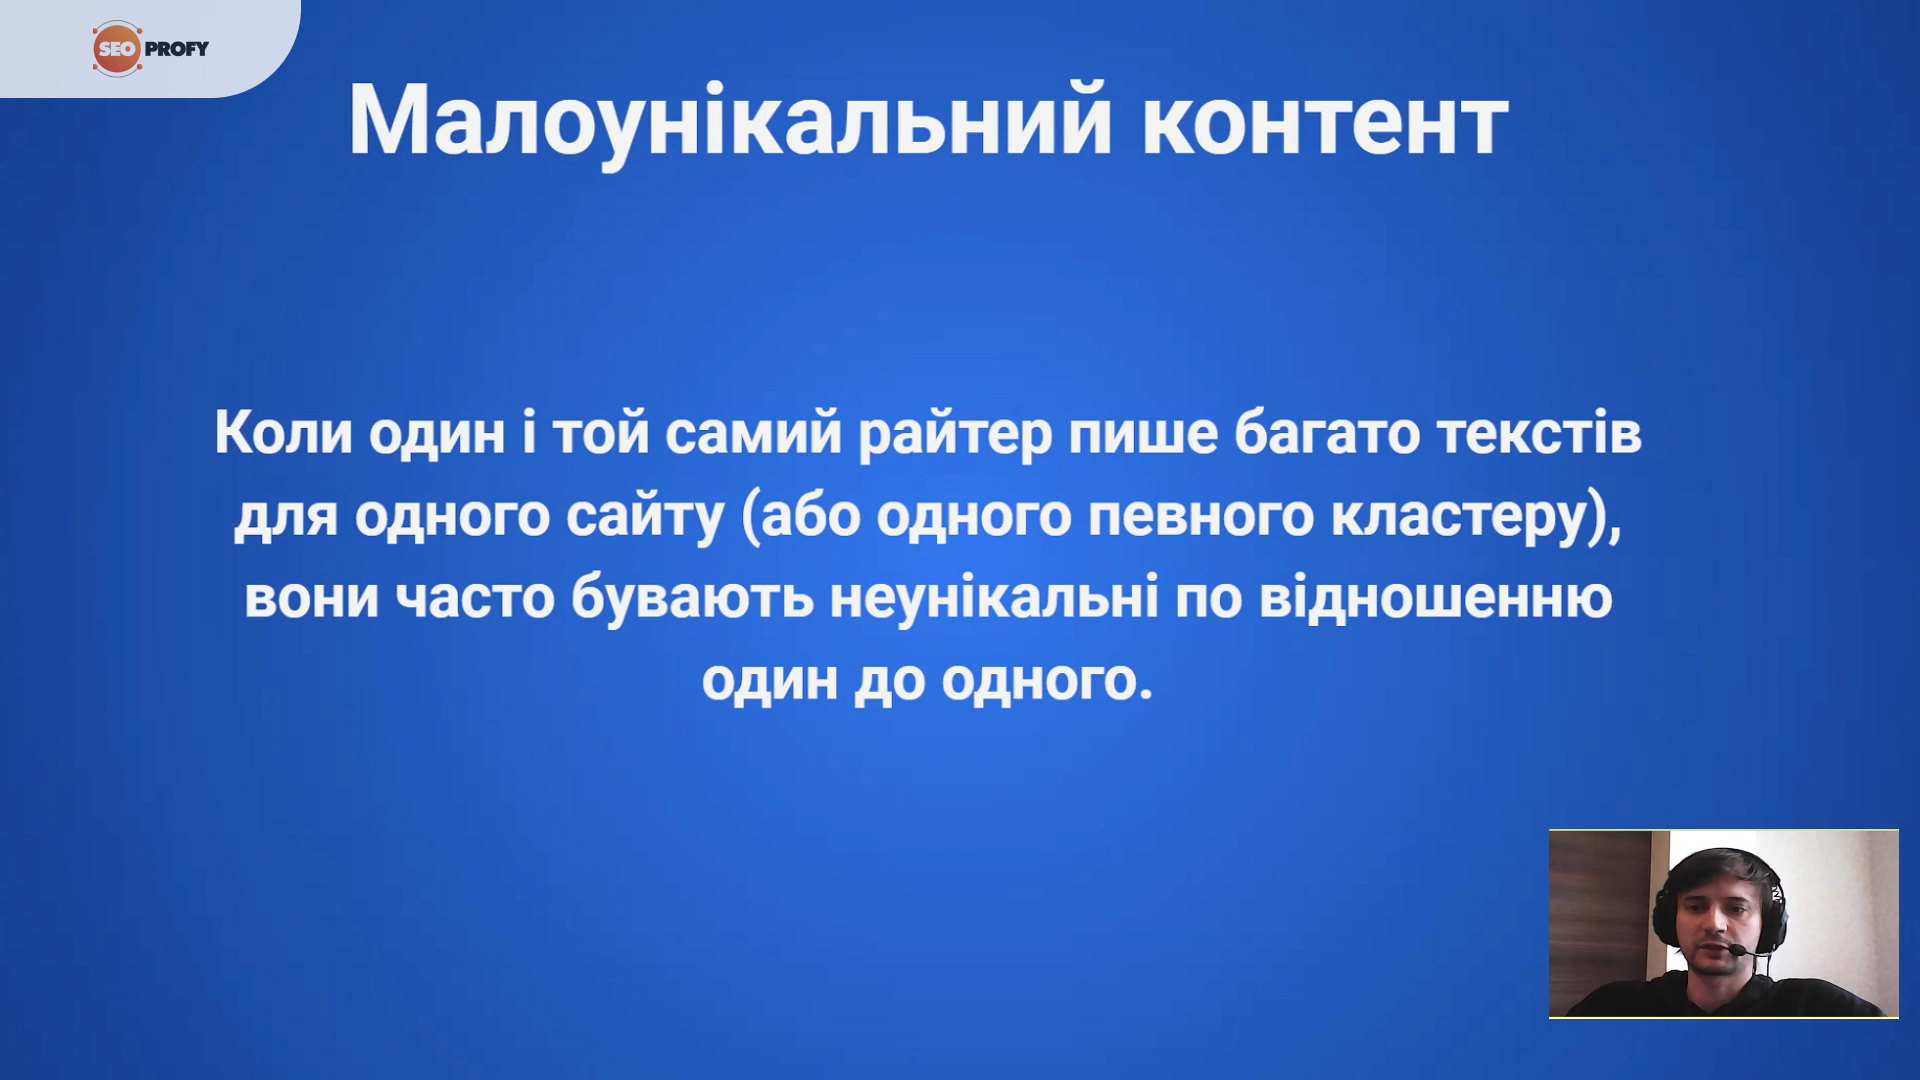 SEO PROFY
Малоунікальний контент
Коли один і той самий райтер пише багато текстів
для одного сайту (або одного певного кластеру),
вони часто бувають неунікальні по відношенню
один до одного.